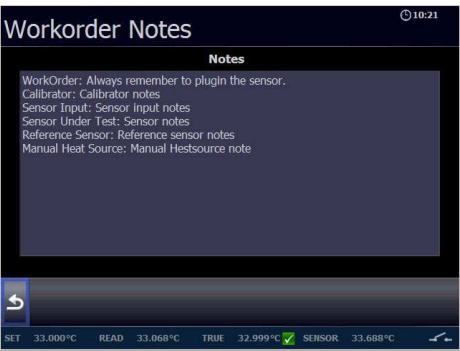 Workorder Notes
10:21
Notes
WorkOrder: Always remember to plugin the sensor.
Calibrator: Calibrator notes
Sensor Input: Sensor input notes
Sensor Under Test: Sensor notes
Reference Sensor: Reference sensor notes
Manual Heat Source: Manual Hestsource note
SET 33.000°C READ 33.068°C TRUE 32.999°C SENSOR 33.688°C